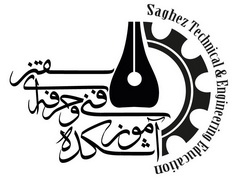 Saghez Technical & Engineering Education
آموزشکده
فنی و حرفه‌ای
سقز